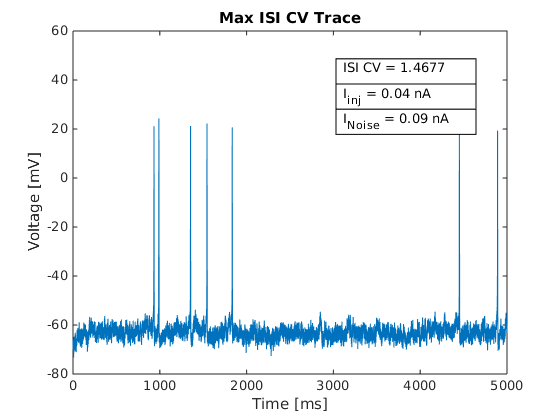 Max ISI CV Trace
60
40
20
0
-20
-40
-60
-80
Voltage [mV]
ISI CV = 1.4677
Iinj = 0.04 nA
INoise = 0.09 nA
0 1000 2000 3000 4000 5000
Time [ms]